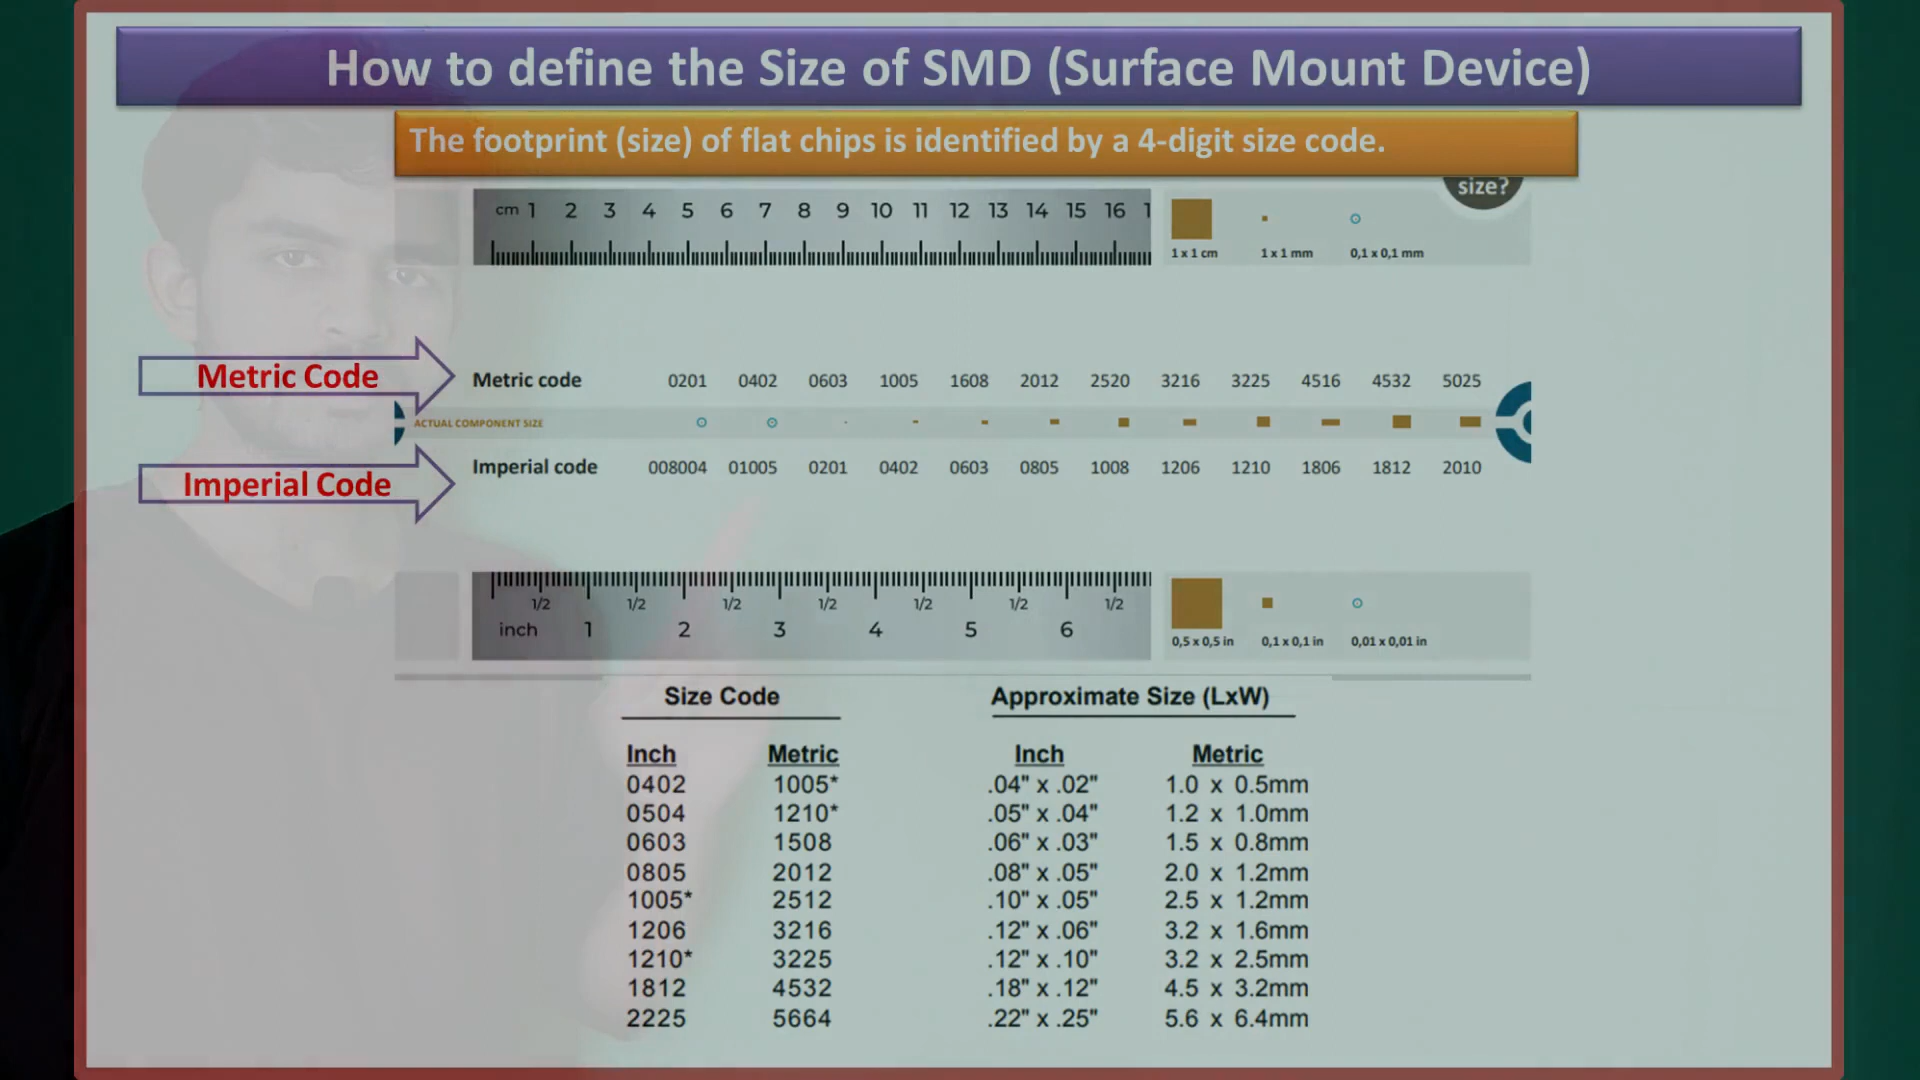 How to define the Size of SMD (Surface Mount Device)
The footprint (size) of flat chips is identified by a 4-digit size code.
size?
cm 1 2 3 4 5 6 7 8 9 10 11 12 13 14 15 16 1
1 x 1 cm 1 x 1 mm 0,1 x 0,1 mm
Metric Code
Metric code 0201 0402 0603 1005 1608 2012 2520 3216 3225 4516 4532 5025
ACTUAL COMPONENT SIZE
Imperial Code
Imperial code 008004 01005 0201 0402 0603 0805 1008 1206 1210 1806 1812 2010
1/2 1/2 1/2 1/2 1/2 1/2 1/2
inch 1 2 3 4 5 6
0,5 x 0,5 in 0,1 x 0,1 in 0,01 x 0,01 in
Size Code Approximate Size (LxW)
Inch Metric Inch Metric
0402 1005* .04" x .02" 1.0 x 0.5mm
0504 1210* .05" x .04" 1.2 x 1.0mm
0603 1508 .06" x .03" 1.5 x 0.8mm
0805 2012 .08" x .05" 2.0 x 1.2mm
1005* 2512 .10" x .05" 2.5 x 1.2mm
1206 3216 .12" x .06" 3.2 x 1.6mm
1210* 3225 .12" x .10" 3.2 x 2.5mm
1812 4532 .18" x .12" 4.5 x 3.2mm
2225 5664 .22" x .25" 5.6 x 6.4mm